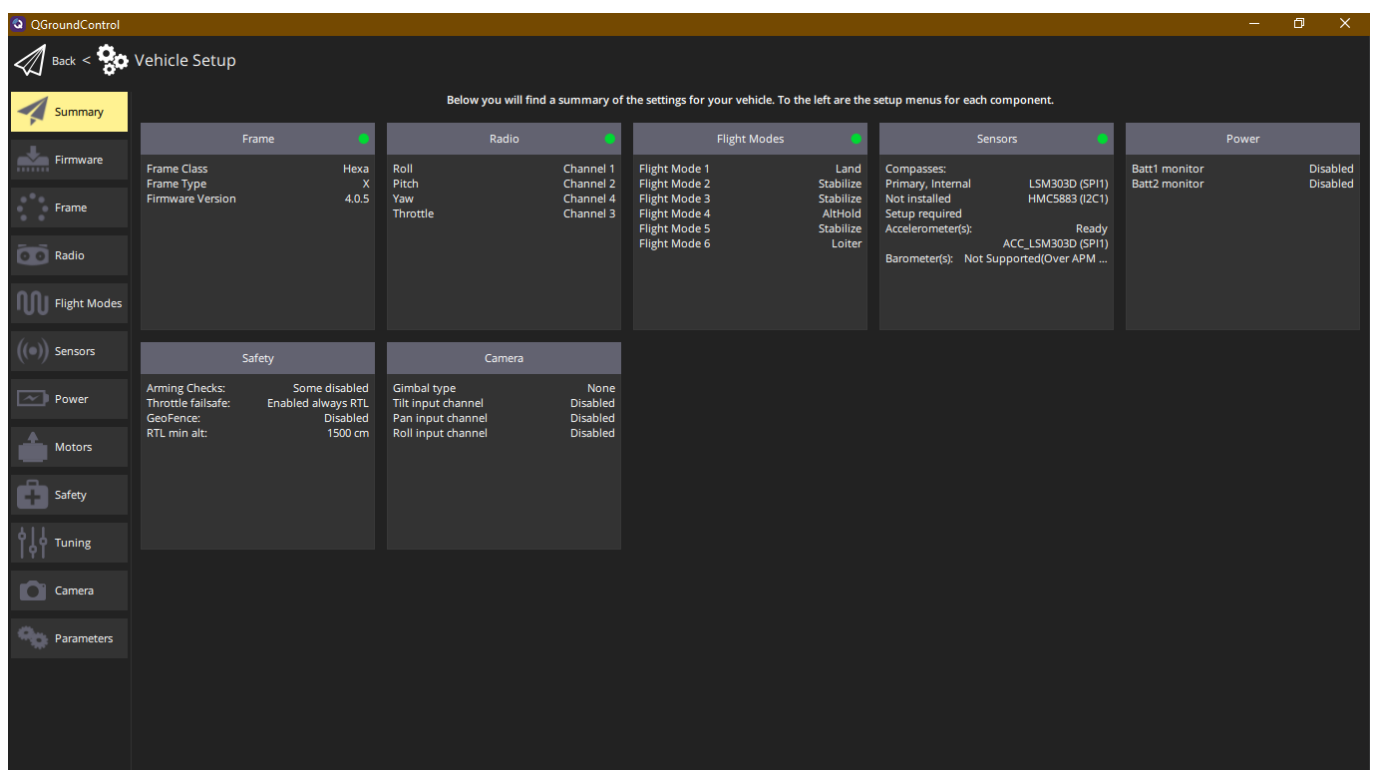 QGroundControl
Back < Vehicle Setup
Below you will find a summary of the settings for your vehicle. To the left are the setup menus for each component.
Summary
Firmware
Frame
Radio
Flight Modes
Sensors
Power
Motors
Safety
Tuning
Camera
Parameters
Frame
Frame Class Hexa
Frame Type X
Firmware Version 4.0.5
Radio
Roll Channel 1
Pitch Channel 2
Yaw Channel 4
Throttle Channel 3
Flight Modes
Flight Mode 1 Land
Flight Mode 2 Stabilize
Flight Mode 3 Stabilize
Flight Mode 4 AltHold
Flight Mode 5 Stabilize
Flight Mode 6 Loiter
Sensors
Compasses:
Primary, Internal LSM303D (SPI1)
Not installed HMC5883 (I2C1)
Setup required
Accelerometer(s): Ready
ACC_LSM303D (SPI1)
Barometer(s): Not Supported(Over APM ...
Power
Batt1 monitor Disabled
Batt2 monitor Disabled
Safety
Arming Checks: Some disabled
Throttle failsafe: Enabled always RTL
GeoFence: Disabled
RTL min alt: 1500 cm
Camera
Gimbal type None
Tilt input channel Disabled
Pan input channel Disabled
Roll input channel Disabled